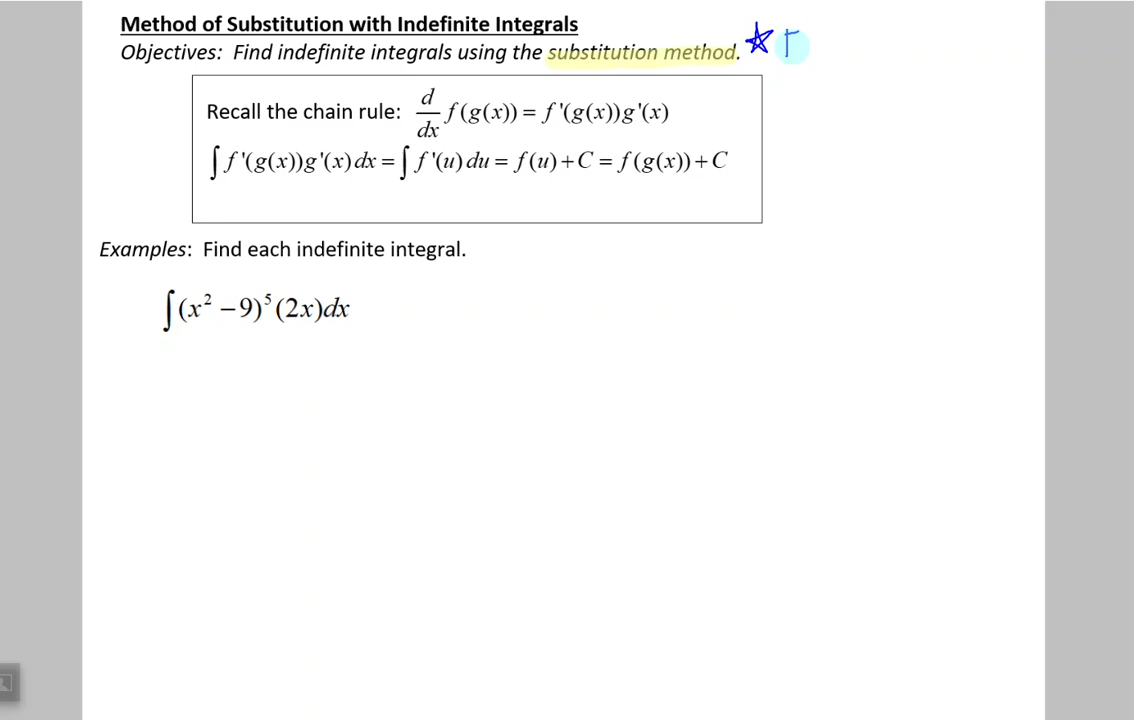 Method of Substitution with Indefinite Integrals
Objectives: Find indefinite integrals using the substitution method.
Recall the chain rule: d/dx f(g(x)) = f'(g(x))g'(x)
∫f'(g(x))g'(x)dx = ∫f'(u)du = f(u)+C = f(g(x))+C
Examples: Find each indefinite integral.
∫(x² −9)⁵(2x)dx